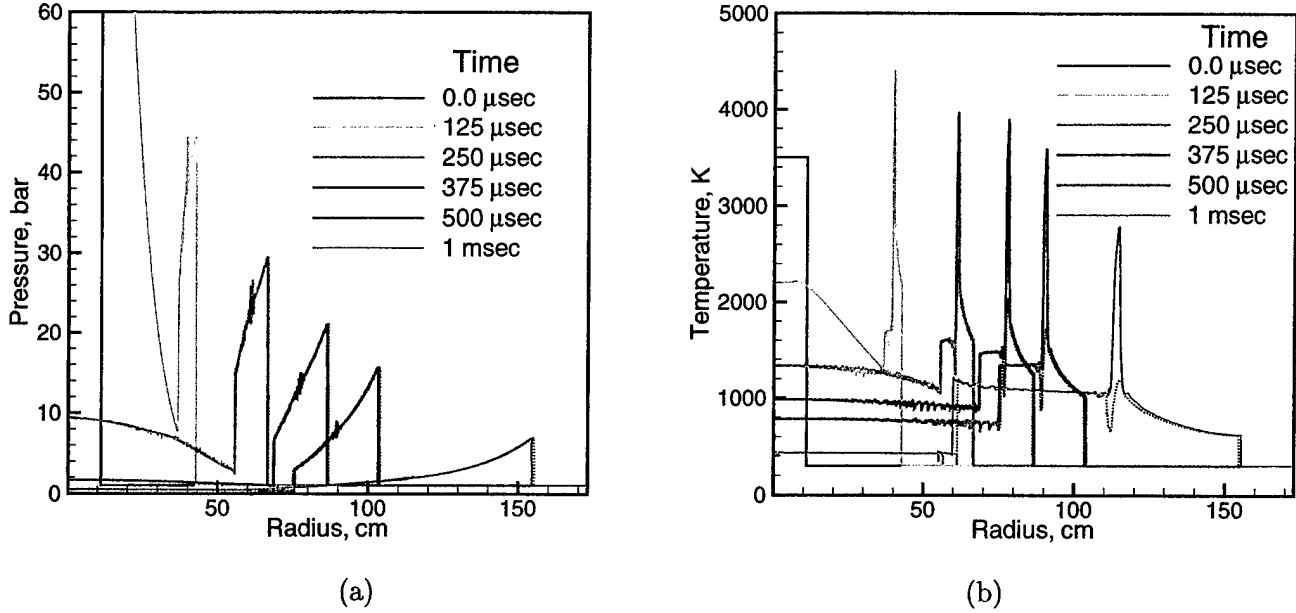 60
50
40
30
20
10
0
50
100
150
Pressure, bar
Radius, cm
Time
0.0 μsec
125 μsec
250 μsec
375 μsec
500 μsec
1 msec
(a)
5000
4000
3000
2000
1000
0
50
100
150
Temperature, K
Radius, cm
Time
0.0 μsec
125 μsec
250 μsec
375 μsec
500 μsec
1 msec
(b)